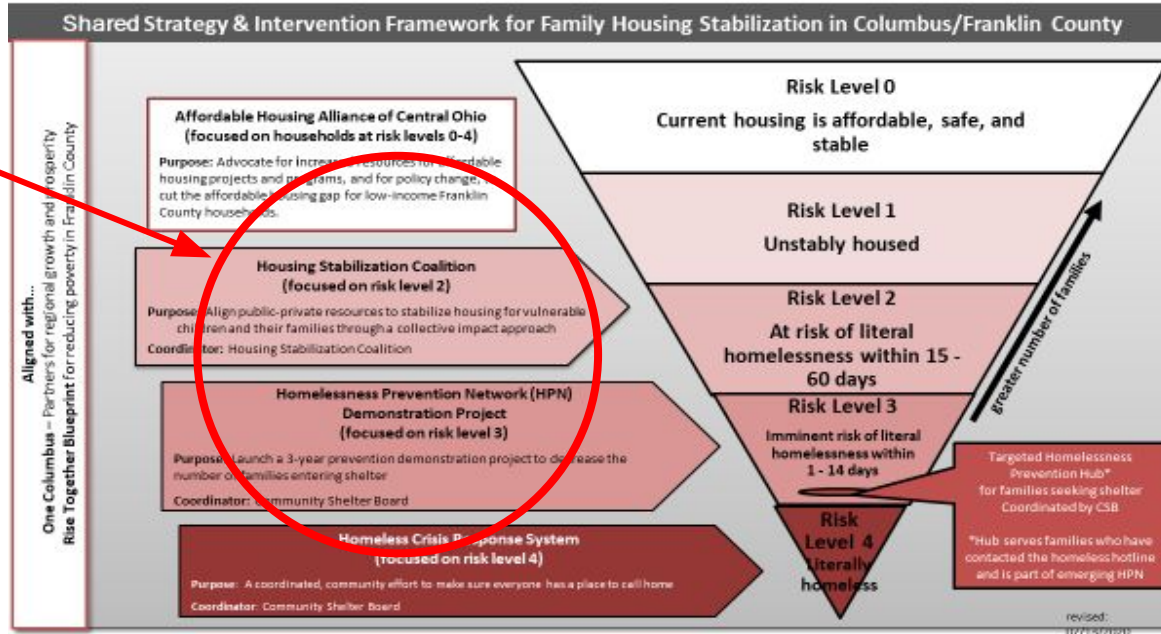 Shared Strategy & Intervention Framework for Family Housing Stabilization in Columbus/Franklin County
Aligned with...
One Columbus – Partners for regional growth and prosperity
Rise Together Blueprint for reducing poverty in Franklin County
Affordable Housing Alliance of Central Ohio
(focused on households at risk levels 0-4)
Purpose: Advocate for increased resources for affordable
housing projects and programs, and for policy change,
cut the affordable housing gap for low-income Franklin
County households.
Housing Stabilization Coalition
(focused on risk level 2)
Purpose: Align public-private resources to stabilize housing for vulnerable
children and their families through a collective impact approach
Coordinator: Housing Stabilization Coalition
Homelessness Prevention Network (HPN)
Demonstration Project
(focused on risk level 3)
Purpose: Launch a 3-year prevention demonstration project to decrease the
number of families entering shelter
Coordinator: Community Shelter Board
Homeless Crisis Response System
(focused on risk level 4)
Purpose: A coordinated, community effort to make sure everyone has a place to call home
Coordinator: Community Shelter Board
Risk Level 0
Current housing is affordable, safe, and
stable
Risk Level 1
Unstably housed
Risk Level 2
At risk of literal
homelessness within 15 -
60 days
Risk Level 3
Imminent risk of literal
homelessness within
1 - 14 days
Risk
Level 4
Literally
homeless
greater number of families
Targeted Homelessness
Prevention Hub*
for families seeking shelter
Coordinated by CSB
*Hub serves families who have
contacted the homeless hotline
and is part of emerging HPN
revised: